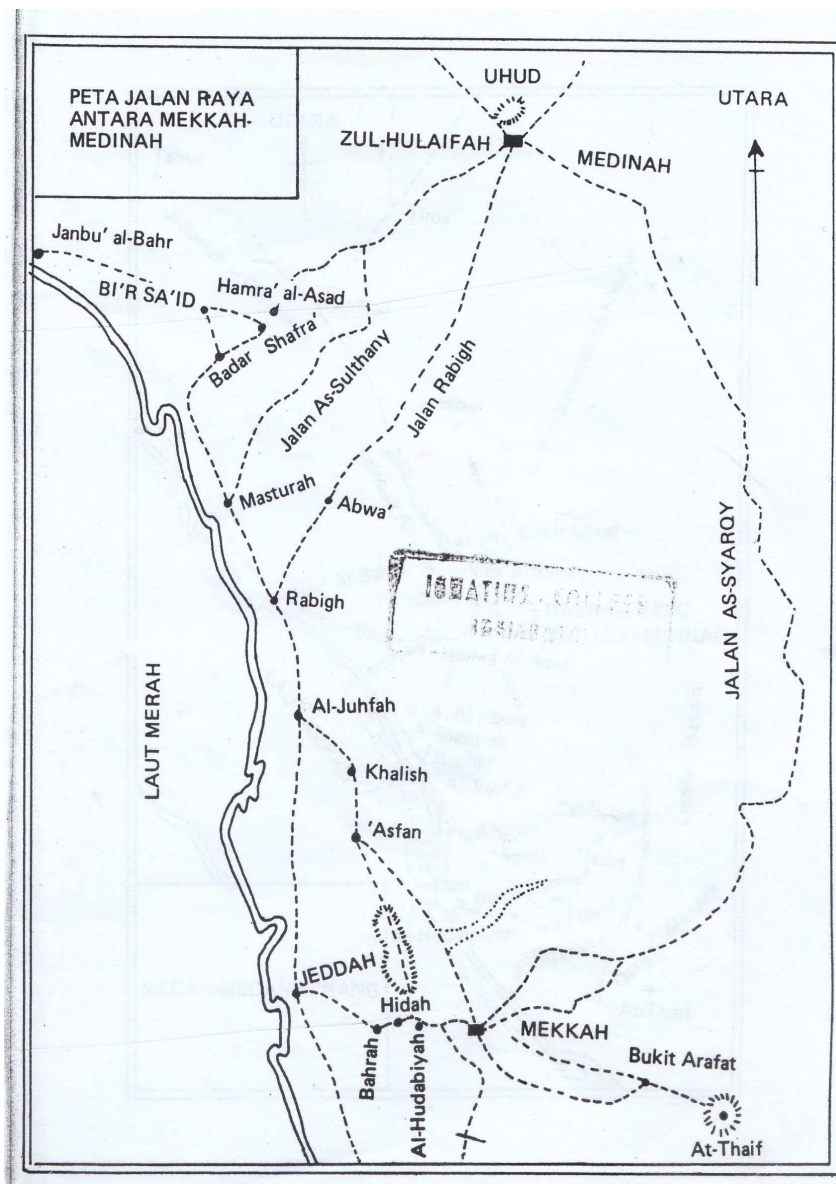 PETA JALAN RAYA
ANTARA MEKKAH-
MEDINAH
UHUD
UTARA
ZUL-HULAIFAH
MEDINAH
Janbu' al-Bahr
BI'R SA'ID
Hamra' al-Asad
Shafra'
Badar
Jalan As-Sulthany
Jalan Rabigh
Masturah
Abwa'
Rabigh
JALAN AS-SYARQY
LAUT MERAH
Al-Juhfah
Khalish
'Asfan
JEDDAH
Hidah
Bahrah
Al-Hudabiyah
MEKKAH
Bukit Arafat
At-Thaif